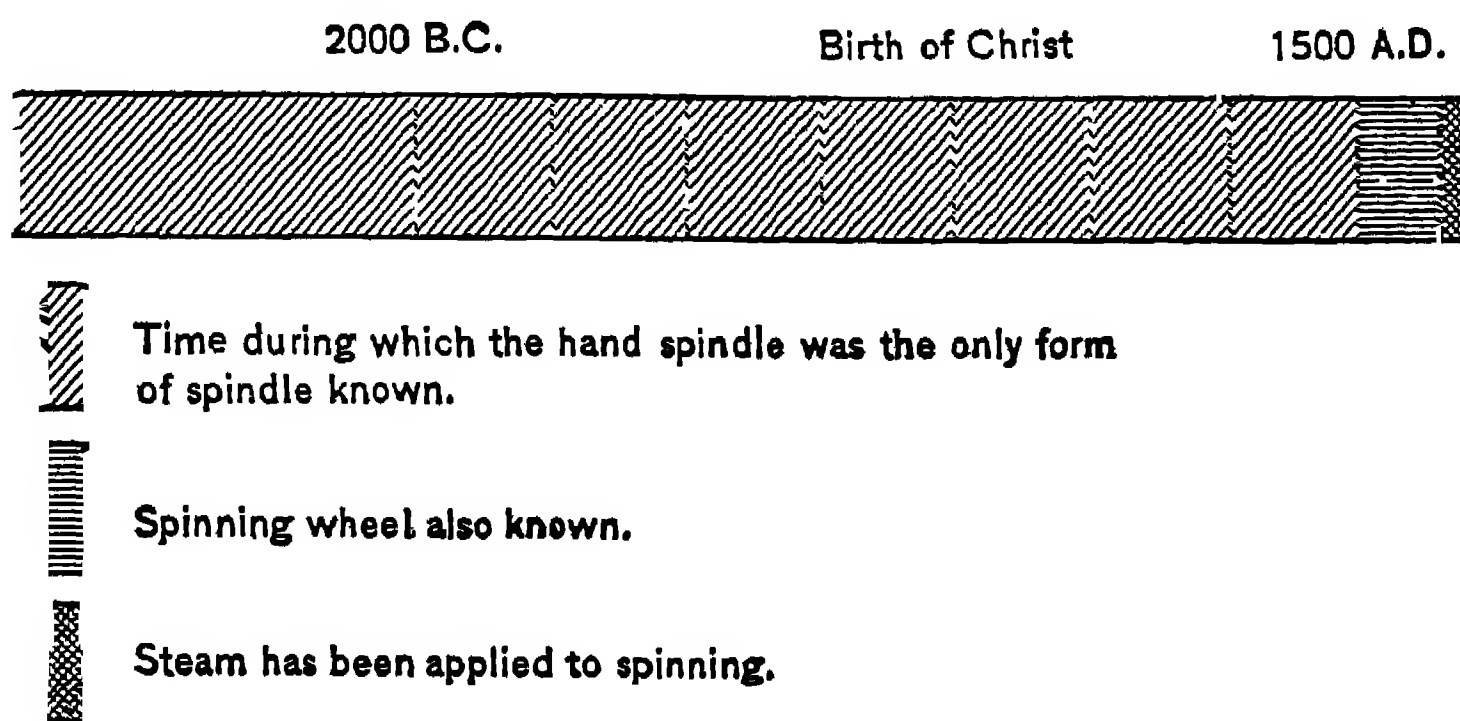 2000 B.C. Birth of Christ 1500 A.D.
Time during which the hand spindle was the only form
of spindle known.
Spinning wheel also known.
Steam has been applied to spinning.